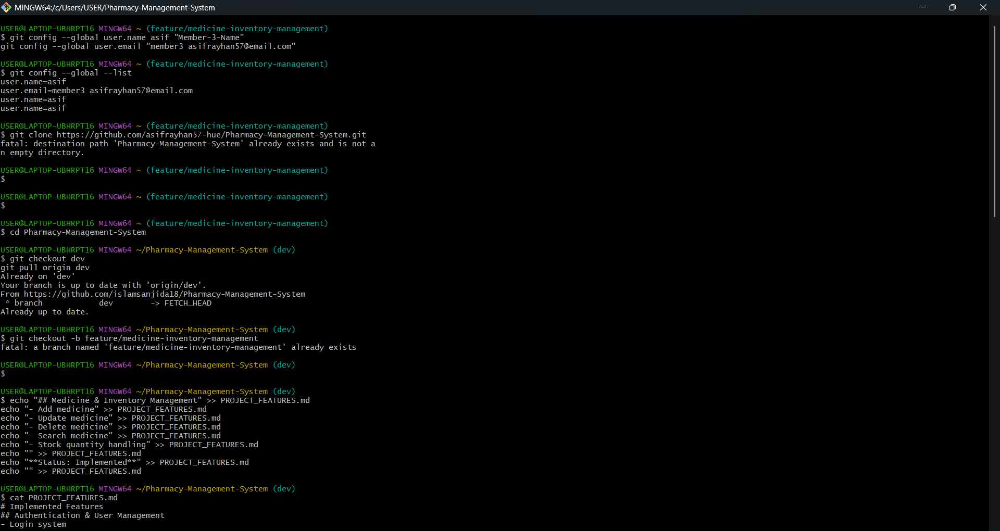 MINGW64:/c/Users/USER/Pharmacy-Management-System
USER@LAPTOP-UBHRPT16 MINGW64 ~ (feature/medicine-inventory-management)
$ git config --global user.name asif "Member-3-Name"
git config --global user.email "member3 asifrayhan57@email.com"
USER@LAPTOP-UBHRPT16 MINGW64 ~ (feature/medicine-inventory-management)
$ git config --global --list
user.name=asif
user.email=member3 asifrayhan57@email.com
user.name=asif
user.name=asif
USER@LAPTOP-UBHRPT16 MINGW64 ~ (feature/medicine-inventory-management)
$ git clone https://github.com/asifrayhan57-hue/Pharmacy-Management-System.git
fatal: destination path 'Pharmacy-Management-System' already exists and is not a
n empty directory.
USER@LAPTOP-UBHRPT16 MINGW64 ~ (feature/medicine-inventory-management)
$
USER@LAPTOP-UBHRPT16 MINGW64 ~ (feature/medicine-inventory-management)
$
USER@LAPTOP-UBHRPT16 MINGW64 ~ (feature/medicine-inventory-management)
$ cd Pharmacy-Management-System
USER@LAPTOP-UBHRPT16 MINGW64 ~/Pharmacy-Management-System (dev)
$ git checkout dev
git pull origin dev
Already on 'dev'
Your branch is up to date with 'origin/dev'.
From https://github.com/islamsanjida18/Pharmacy-Management-System
 * branch            dev        -> FETCH_HEAD
Already up to date.
USER@LAPTOP-UBHRPT16 MINGW64 ~/Pharmacy-Management-System (dev)
$ git checkout -b feature/medicine-inventory-management
fatal: a branch named 'feature/medicine-inventory-management' already exists
USER@LAPTOP-UBHRPT16 MINGW64 ~/Pharmacy-Management-System (dev)
$
USER@LAPTOP-UBHRPT16 MINGW64 ~/Pharmacy-Management-System (dev)
$ echo "## Medicine & Inventory Management" >> PROJECT_FEATURES.md
echo "- Add medicine" >> PROJECT_FEATURES.md
echo "- Update medicine" >> PROJECT_FEATURES.md
echo "- Delete medicine" >> PROJECT_FEATURES.md
echo "- Search medicine" >> PROJECT_FEATURES.md
echo "- Stock quantity handling" >> PROJECT_FEATURES.md
echo "" >> PROJECT_FEATURES.md
echo "**Status: Implemented**" >> PROJECT_FEATURES.md
echo "" >> PROJECT_FEATURES.md
USER@LAPTOP-UBHRPT16 MINGW64 ~/Pharmacy-Management-System (dev)
$ cat PROJECT_FEATURES.md
# Implemented Features
## Authentication & User Management
- Login system